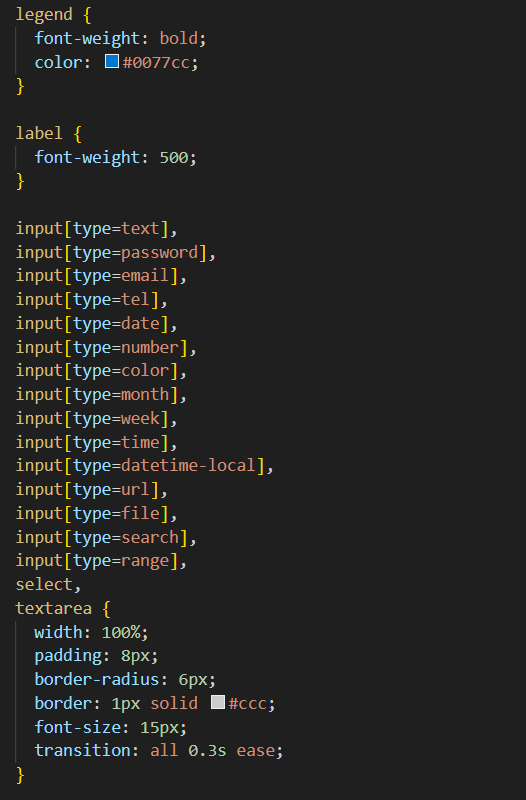 legend {
  font-weight: bold;
  color: #0077cc;
}

label {
  font-weight: 500;
}

input[type=text],
input[type=password],
input[type=email],
input[type=tel],
input[type=date],
input[type=number],
input[type=color],
input[type=month],
input[type=week],
input[type=time],
input[type=datetime-local],
input[type=url],
input[type=file],
input[type=search],
input[type=range],
select,
textarea {
  width: 100%;
  padding: 8px;
  border-radius: 6px;
  border: 1px solid #ccc;
  font-size: 15px;
  transition: all 0.3s ease;
}